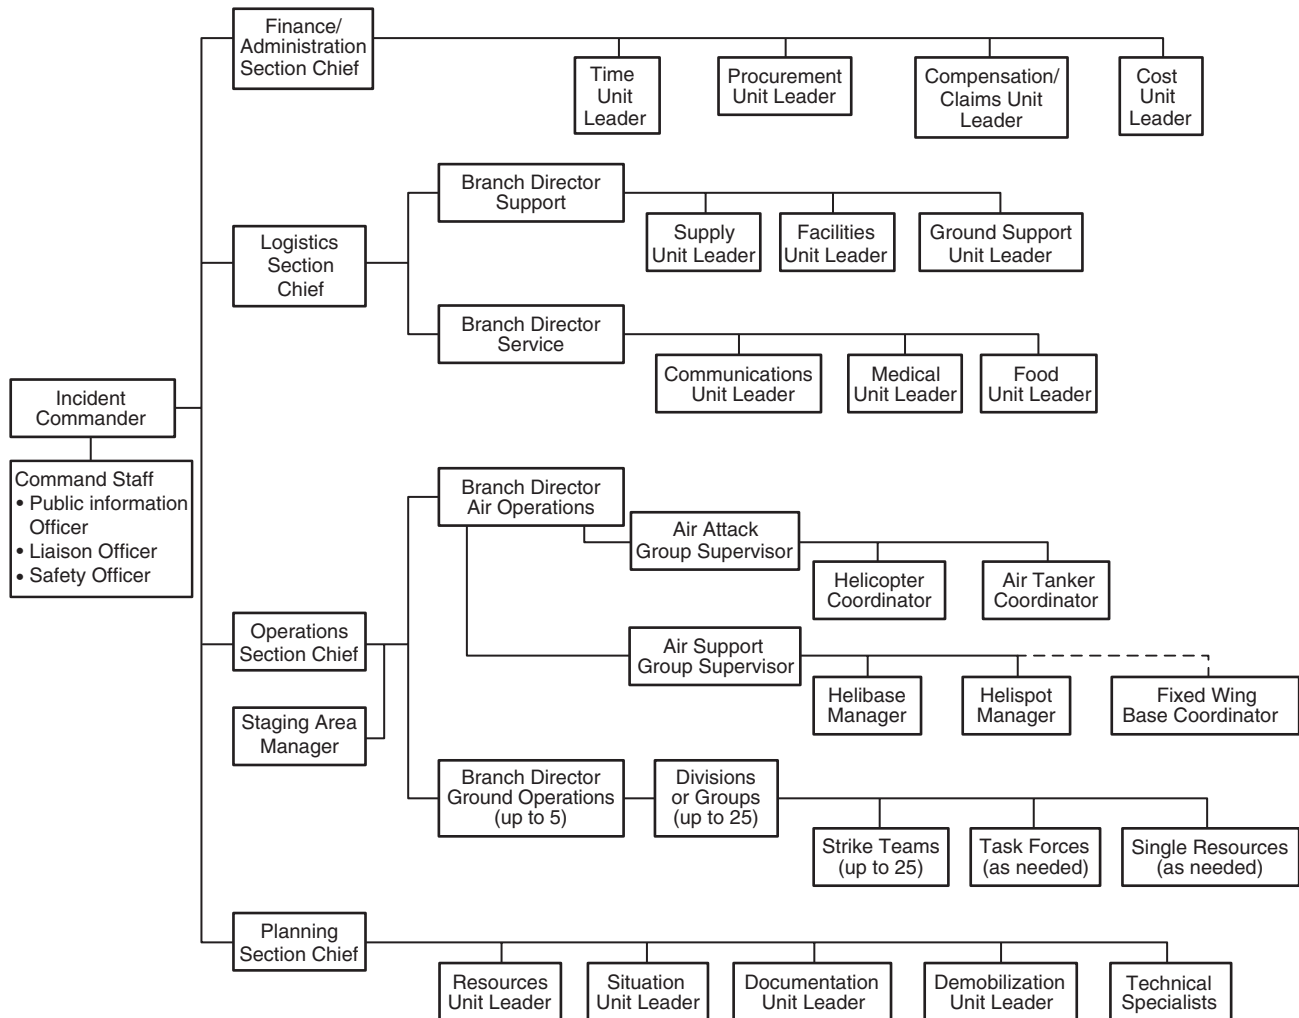 Finance/
Administration
Section Chief
Time
Unit
Leader
Procurement
Unit Leader
Compensation/
Claims Unit
Leader
Cost
Unit
Leader
Branch Director
Support
Supply
Unit Leader
Facilities
Unit Leader
Ground Support
Unit Leader
Logistics
Section
Chief
Branch Director
Service
Communications
Unit Leader
Medical
Unit Leader
Food
Unit Leader
Incident
Commander
Command Staff
• Public information
Officer
• Liaison Officer
• Safety Officer
Branch Director
Air Operations
Air Attack
Group Supervisor
Helicopter
Coordinator
Air Tanker
Coordinator
Operations
Section Chief
Air Support
Group Supervisor
Helibase
Manager
Helispot
Manager
Fixed Wing
Base Coordinator
Staging Area
Manager
Branch Director
Ground Operations
(up to 5)
Divisions
or Groups
(up to 25)
Strike Teams
(up to 25)
Task Forces
(as needed)
Single Resources
(as needed)
Planning
Section Chief
Resources
Unit Leader
Situation
Unit Leader
Documentation
Unit Leader
Demobilization
Unit Leader
Technical
Specialists